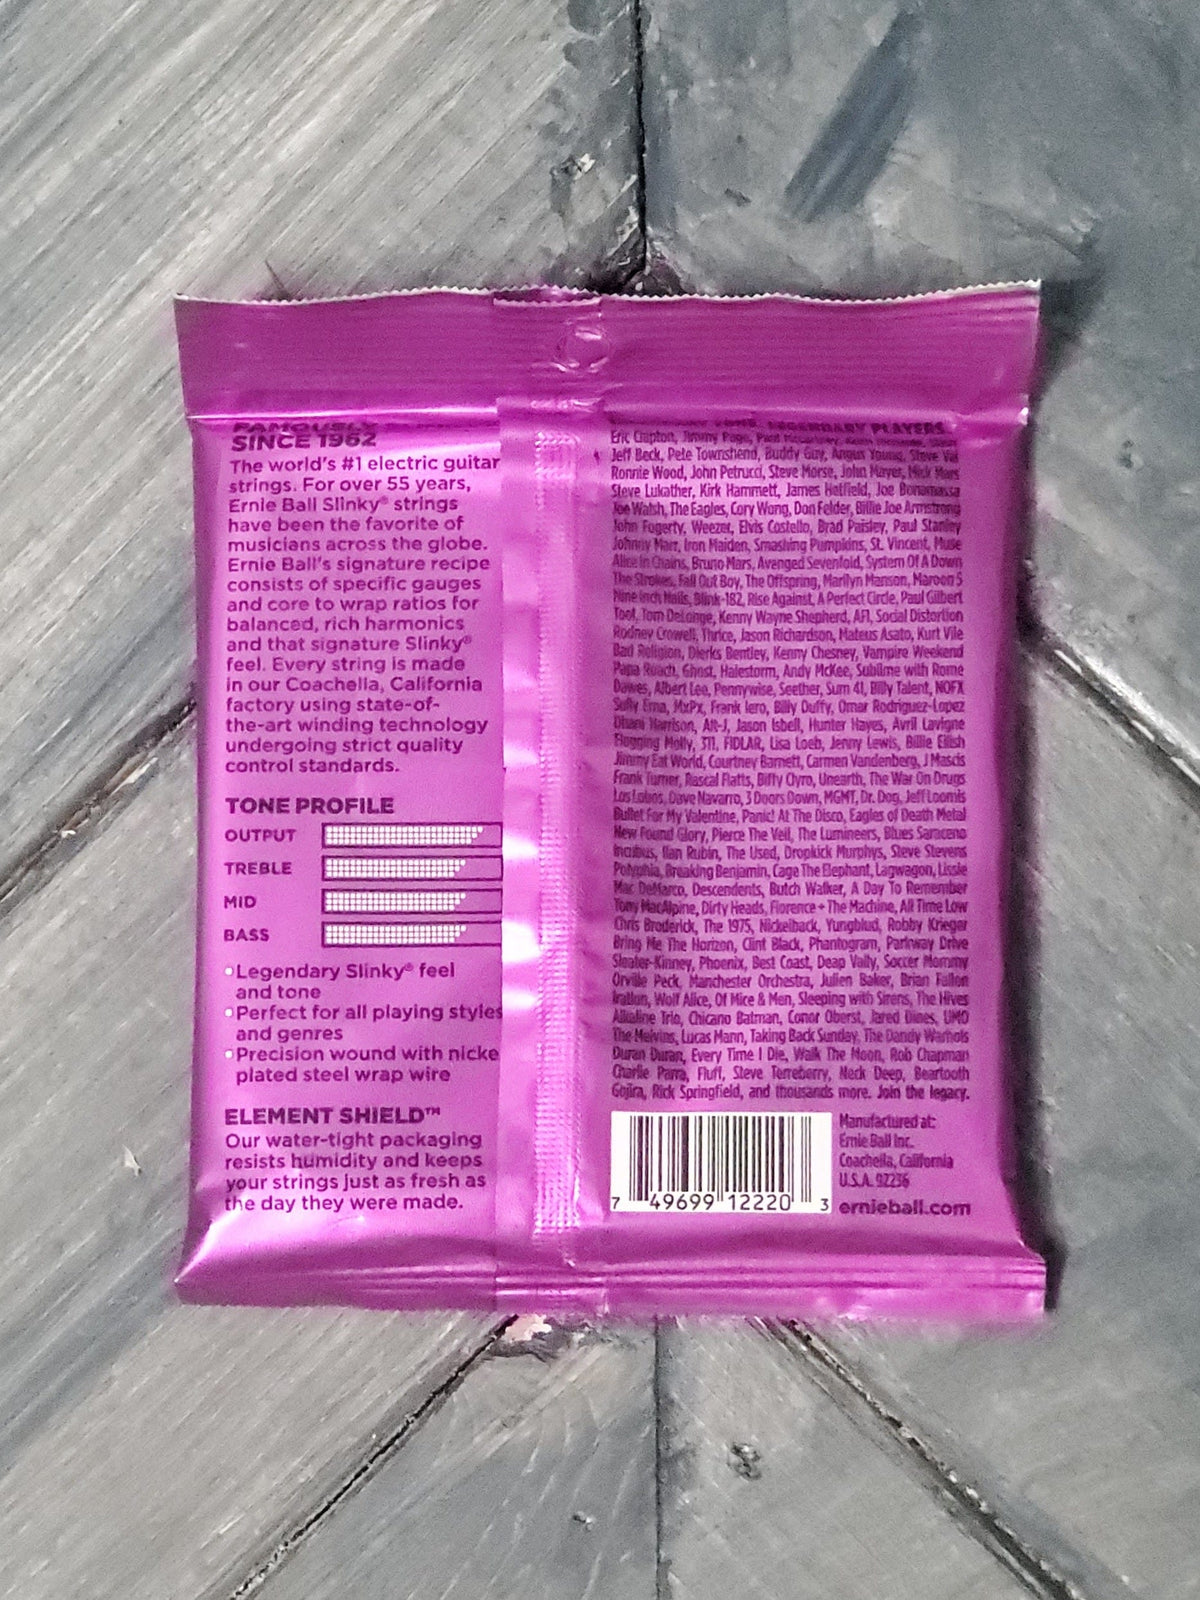 SINCE 1962
The world's #1 electric guitar
strings. For over 55 years,
Ernie Ball Slinky® strings
have been the favorite of
musicians across the globe.
Ernie Ball's signature recipe
consists of specific gauges
and core to wrap ratios for
balanced, rich harmonics
and that signature Slinky®
feel. Every string is made
in our Coachella, California
factory using state-of-
the-art winding technology
undergoing strict quality
control standards.
TONE PROFILE
OUTPUT
TREBLE
MID
BASS
Legendary Slinky® feel
and tone
Perfect for all playing styles
and genres
Precision wound with nicke
plated steel wrap wire
ELEMENT SHIELD™
Our water-tight packaging
resists humidity and keeps
your strings just as fresh as
the day they were made.
LEGENDARY PLAYERS
Eric Clapton, Jimmy Page, Paul McCartney,
Jeff Beck, Pete Townshend, Buddy Guy, Angus Young, Steve Vai
Ronnie Wood, John Petrucci, Steve Morse, John Mayer, Mick Mars
Steve Lukather, Kirk Hammett, James Hetfield, Joe Bonamassa
Joe Walsh, The Eagles, Cory Wong, Don Felder, Billie Joe Armstrong
John Fogerty, Weezer, Elvis Costello, Brad Paisley, Paul Stanley
Johnny Marr, Iron Maiden, Smashing Pumpkins, St. Vincent, Muse
Alice In Chains, Bruno Mars, Avenged Sevenfold, System Of A Down
The Strokes, Fall Out Boy, The Offspring, Marilyn Manson, Maroon 5
Nine Inch Nails, Blink-182, Rise Against, A Perfect Circle, Paul Gilbert
Tool, Tom DeLonge, Kenny Wayne Shepherd, AFI, Social Distortion
Rodney Crowell, Thrice, Jason Richardson, Mateus Asato, Kurt Vile
Bad Religion, Dierks Bentley, Kenny Chesney, Vampire Weekend
Papa Roach, Ghost, Halestorm, Andy McKee, Sublime with Rome
Dawes, Albert Lee, Pennywise, Seether, Sum 41, Billy Talent, NOFX
Sully Erna, MxPx, Frank Iero, Billy Duffy, Omar Rodriguez-Lopez
Dhani Harrison, Alt-J, Jason Isbell, Hunter Hayes, Avril Lavigne
Flogging Molly, 311, FIDLAR, Lisa Loeb, Jenny Lewis, Billie Eilish
Jimmy Eat World, Courtney Barnett, Carmen Vandenberg, J Mascis
Frank Turner, Rascal Flatts, Biffy Clyro, Unearth, The War On Drugs
Los Lobos, Dave Navarro, 3 Doors Down, MGMT, Dr. Dog, Jeff Loomis
Bullet For My Valentine, Panic! At The Disco, Eagles of Death Metal
New Found Glory, Pierce The Veil, The Lumineers, Blues Saraceno
Incubus, Ilan Rubin, The Used, Dropkick Murphys, Steve Stevens
Polyphia, Breaking Benjamin, Cage The Elephant, Lagwagon, Lissie
Mac DeMarco, Descendents, Butch Walker, A Day To Remember
Tony MacAlpine, Dirty Heads, Florence + The Machine, All Time Low
Chris Broderick, The 1975, Nickelback, Yungblud, Robby Krieger
Bring Me The Horizon, Clint Black, Phantogram, Parkway Drive
Sleater-Kinney, Phoenix, Best Coast, Deap Vally, Soccer Mommy
Orville Peck, Manchester Orchestra, Julien Baker, Brian Fallon
Iration, Wolf Alice, Of Mice & Men, Sleeping with Sirens, The Hives
Alkaline Trio, Chicano Batman, Conor Oberst, Jared Dines, UMO
The Melvins, Lucas Mann, Taking Back Sunday, The Dandy Warhols
Duran Duran, Every Time I Die, Walk The Moon, Rob Chapman
Charlie Parra, Fluff, Steve Terreberry, Neck Deep, Beartooth
Gojira, Rick Springfield, and thousands more. Join the legacy.
7 49699 12220 3
Manufactured at:
Ernie Ball Inc.
Coachella, California
U.S.A. 92236
ernieball.com